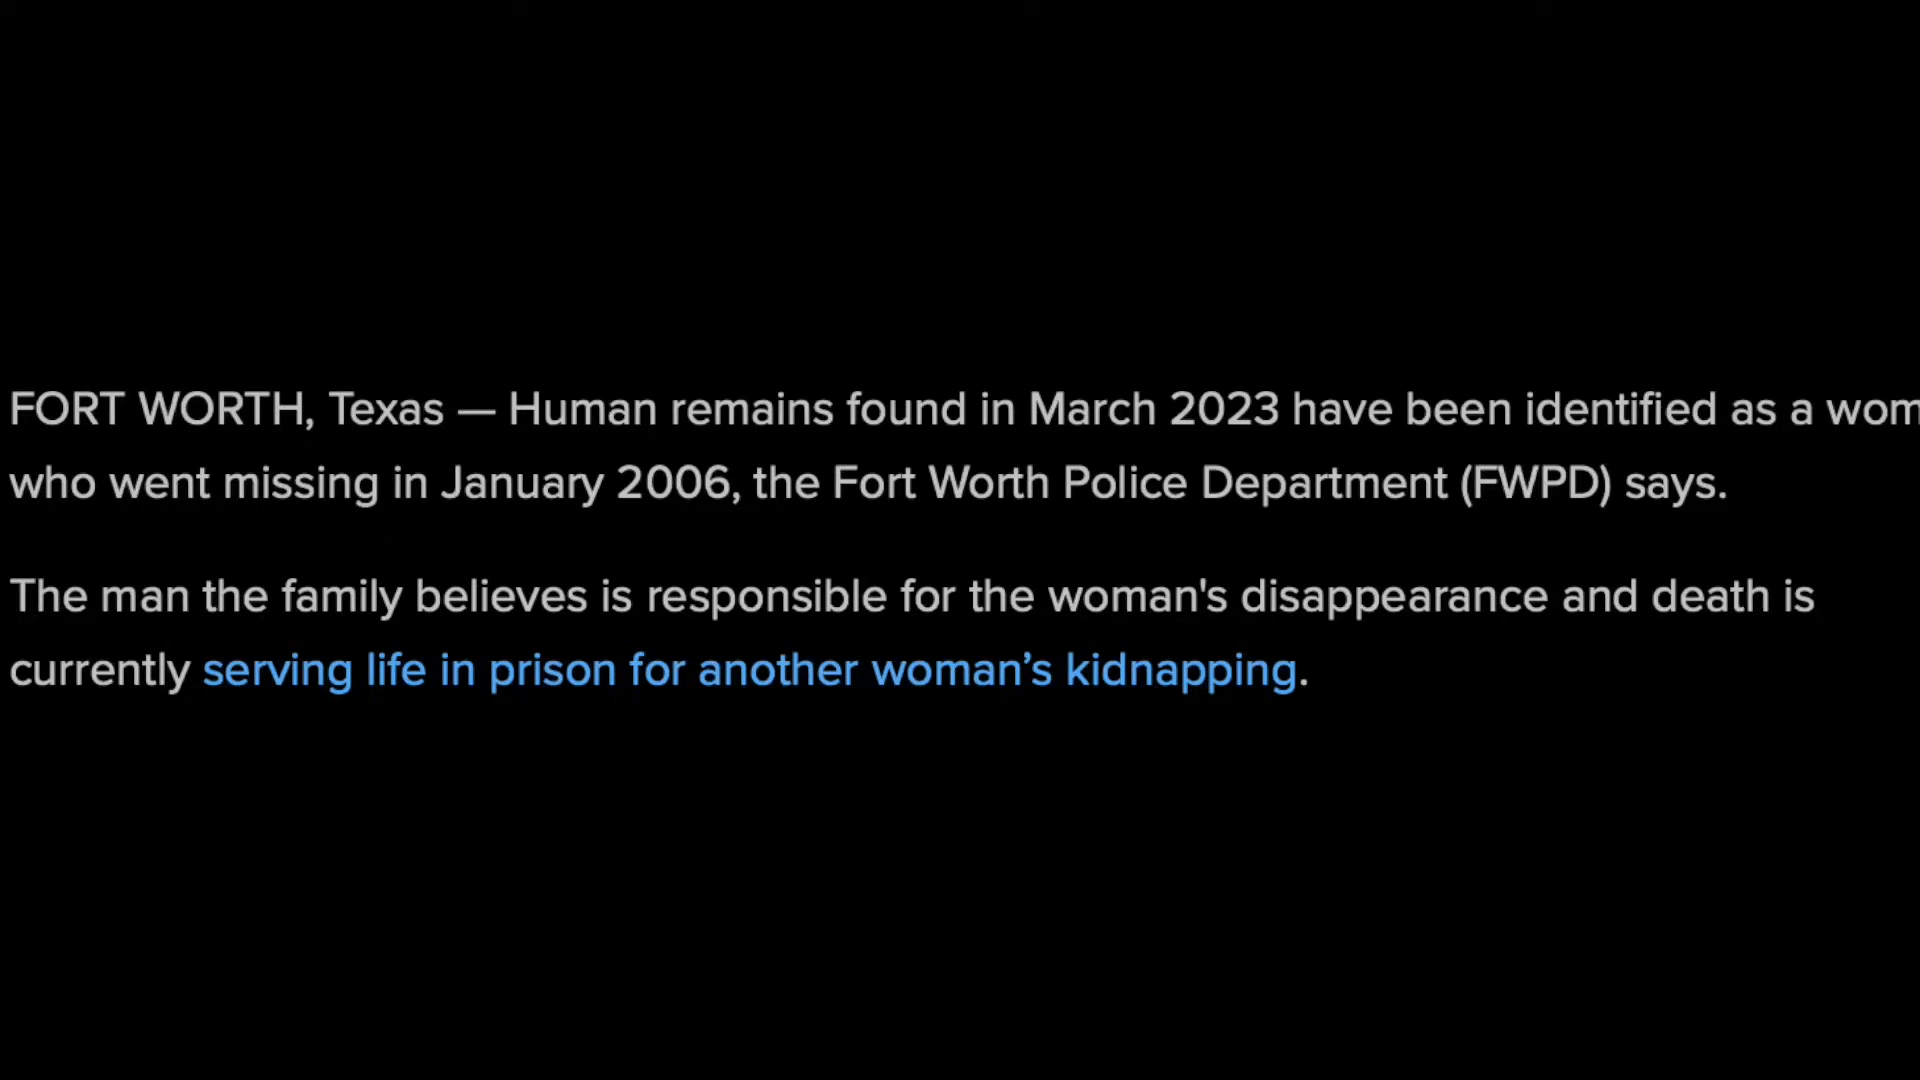 FORT WORTH, Texas — Human remains found in March 2023 have been identified as a
who went missing in January 2006, the Fort Worth Police Department (FWPD) says.
The man the family believes is responsible for the woman's disappearance and death is
currently serving life in prison for another woman’s kidnapping.